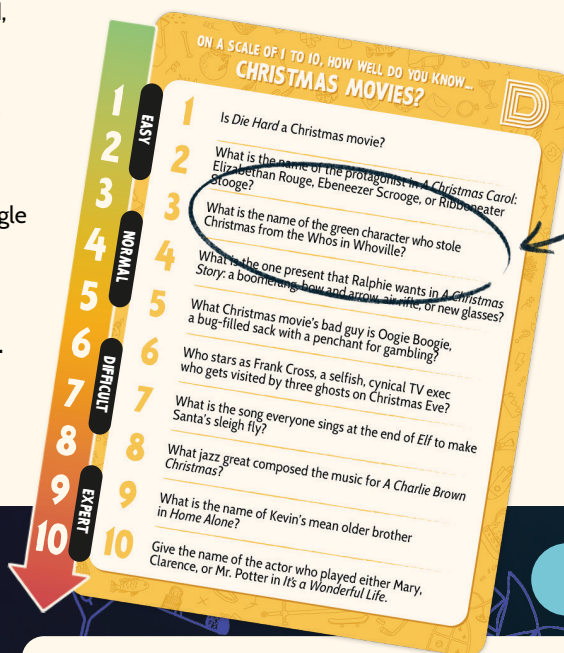 l,
gle
.
1
2
3
4
5
6
7
8
9
10
EASY
NORMAL
DIFFICULT
EXPERT
ON A SCALE OF 1 TO 10, HOW WELL DO YOU KNOW...
CHRISTMAS MOVIES?
D
1
Is Die Hard a Christmas movie?
2
What is the name of the protagonist in A Christmas Carol:
Elizabethan Rouge, Ebeneezer Scrooge, or Ribboneater
Stooge?
3
What is the name of the green character who stole
Christmas from the Whos in Whoville?
4
What is the one present that Ralphie wants in A Christmas
Story: a boomerang, bow and arrow, air rifle, or new glasses?
5
What Christmas movie's bad guy is Oogie Boogie,
a bug-filled sack with a penchant for gambling?
6
Who stars as Frank Cross, a selfish, cynical TV exec
who gets visited by three ghosts on Christmas Eve?
7
What is the song everyone sings at the end of Elf to make
Santa's sleigh fly?
8
What jazz great composed the music for A Charlie Brown
Christmas?
9
What is the name of Kevin's mean older brother
in Home Alone?
10
Give the name of the actor who played either Mary,
Clarence, or Mr. Potter in It's a Wonderful Life.